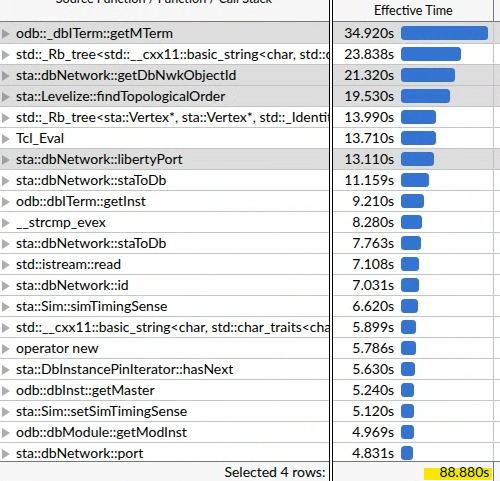 Source Function / Function / Call Stack
Effective Time
odb::_dbITerm::getMTerm 34.920s
std::_Rb_tree<std::__cxx11::basic_string<char, std::c 23.838s
sta::dbNetwork::getDbNwkObjectId 21.320s
sta::Levelize::findTopologicalOrder 19.530s
std::_Rb_tree<sta::Vertex*, sta::Vertex*, std::_Identit 13.990s
Tcl_Eval 13.710s
sta::dbNetwork::libertyPort 13.110s
sta::dbNetwork::staToDb 11.159s
odb::dbITerm::getInst 9.210s
__strcmp_evex 8.280s
sta::dbNetwork::staToDb 7.763s
std::istream::read 7.108s
sta::dbNetwork::id 7.031s
sta::Sim::simTimingSense 6.620s
std::__cxx11::basic_string<char, std::char_traits<cha 5.899s
operator new 5.786s
sta::DbInstancePinIterator::hasNext 5.630s
odb::dbInst::getMaster 5.240s
sta::Sim::setSimTimingSense 5.120s
odb::dbModule::getModInst 4.969s
sta::dbNetwork::port 4.831s
Selected 4 rows: 88.880s